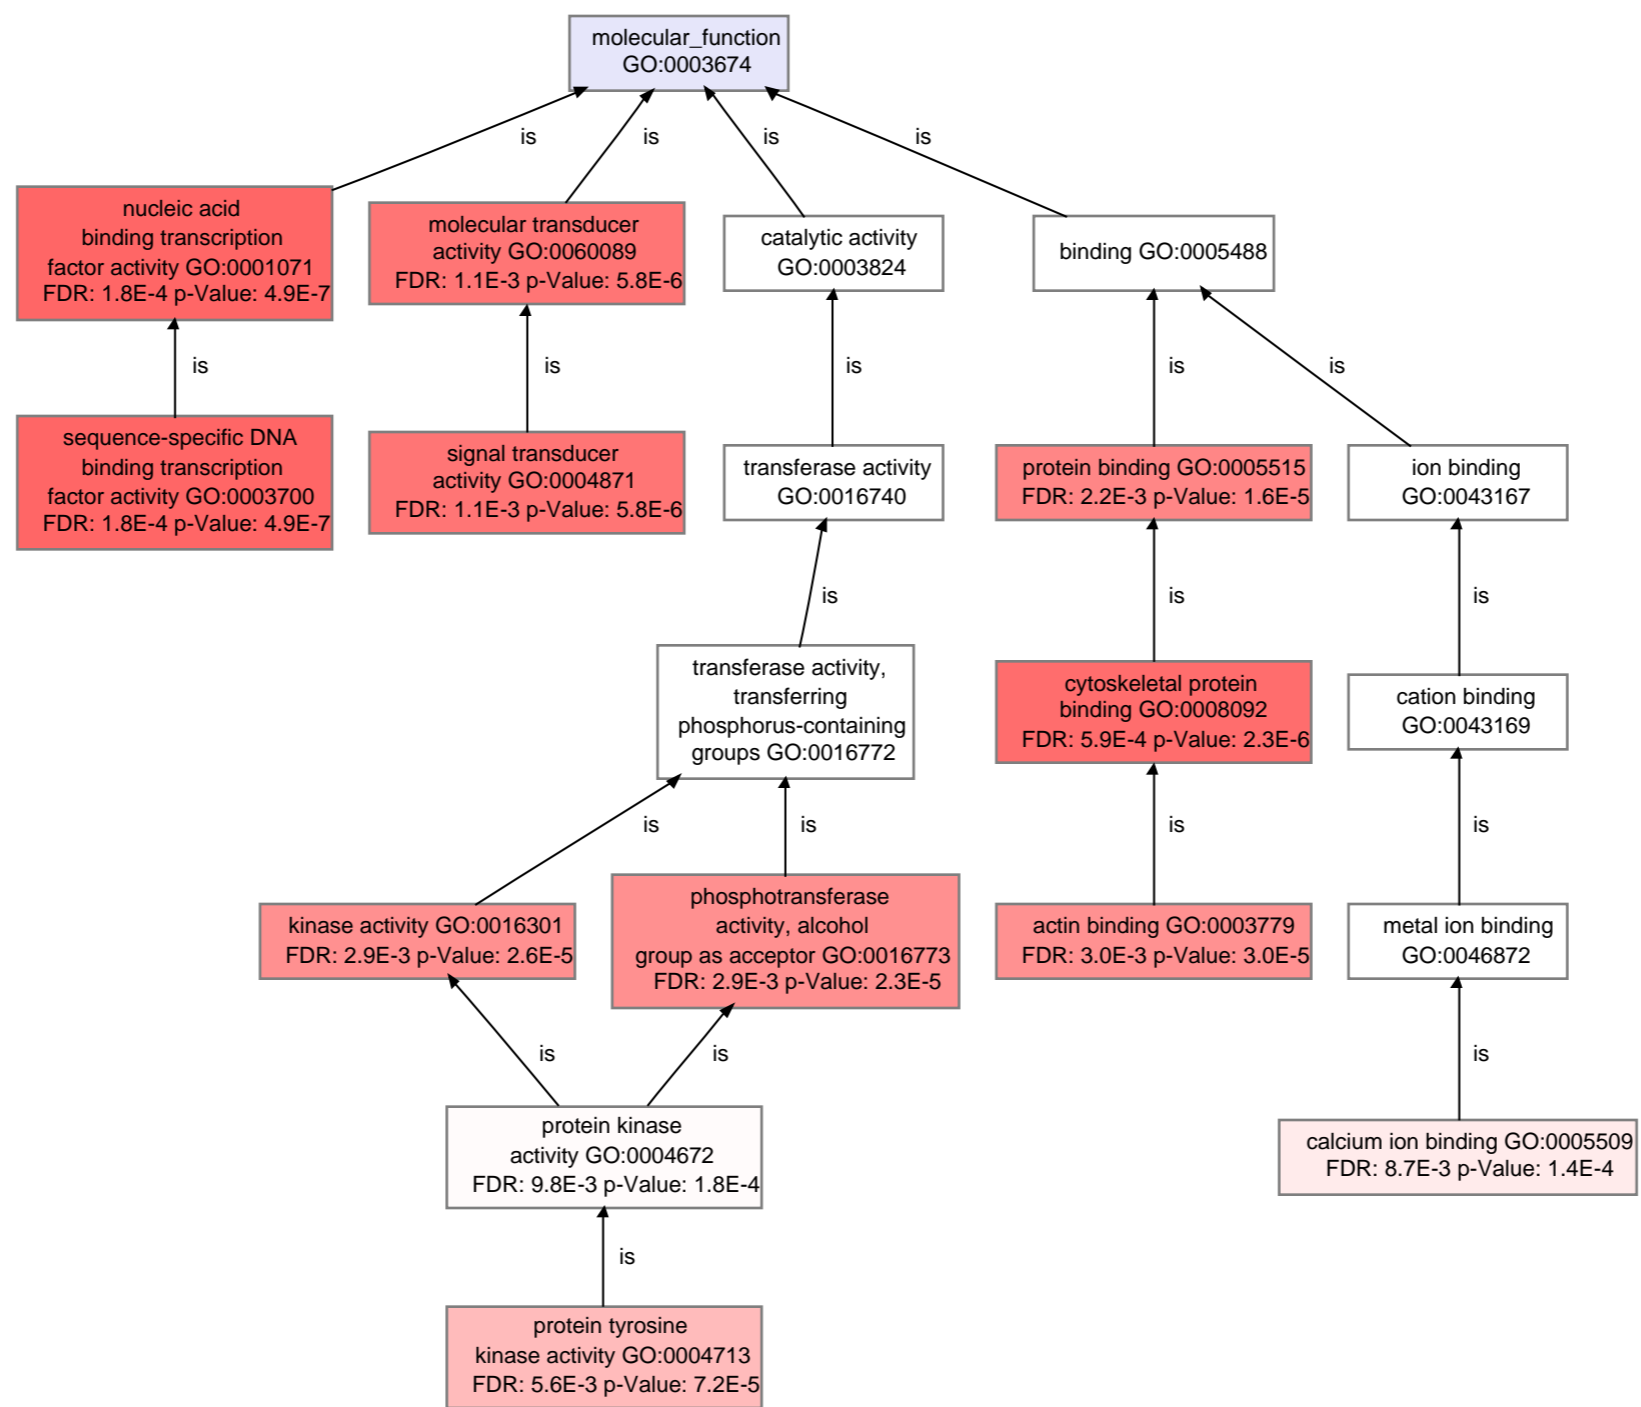 molecular_function
GO:0003674
is
is
is
is
nucleic acid
binding transcription
factor activity GO:0001071
FDR: 1.8E-4 p-Value: 4.9E-7
molecular transducer
activity GO:0060089
FDR: 1.1E-3 p-Value: 5.8E-6
catalytic activity
GO:0003824
binding GO:0005488
is
is
is
is
is
sequence-specific DNA
binding transcription
factor activity GO:0003700
FDR: 1.8E-4 p-Value: 4.9E-7
signal transducer
activity GO:0004871
FDR: 1.1E-3 p-Value: 5.8E-6
transferase activity
GO:0016740
protein binding GO:0005515
FDR: 2.2E-3 p-Value: 1.6E-5
ion binding
GO:0043167
is
is
is
transferase activity,
transferring
phosphorus-containing
groups GO:0016772
cytoskeletal protein
binding GO:0008092
FDR: 5.9E-4 p-Value: 2.3E-6
cation binding
GO:0043169
is
is
is
is
kinase activity GO:0016301
FDR: 2.9E-3 p-Value: 2.6E-5
phosphotransferase
activity, alcohol
group as acceptor GO:0016773
FDR: 2.9E-3 p-Value: 2.3E-5
actin binding GO:0003779
FDR: 3.0E-3 p-Value: 3.0E-5
metal ion binding
GO:0046872
is
is
is
protein kinase
activity GO:0004672
FDR: 9.8E-3 p-Value: 1.8E-4
calcium ion binding GO:0005509
FDR: 8.7E-3 p-Value: 1.4E-4
is
protein tyrosine
kinase activity GO:0004713
FDR: 5.6E-3 p-Value: 7.2E-5